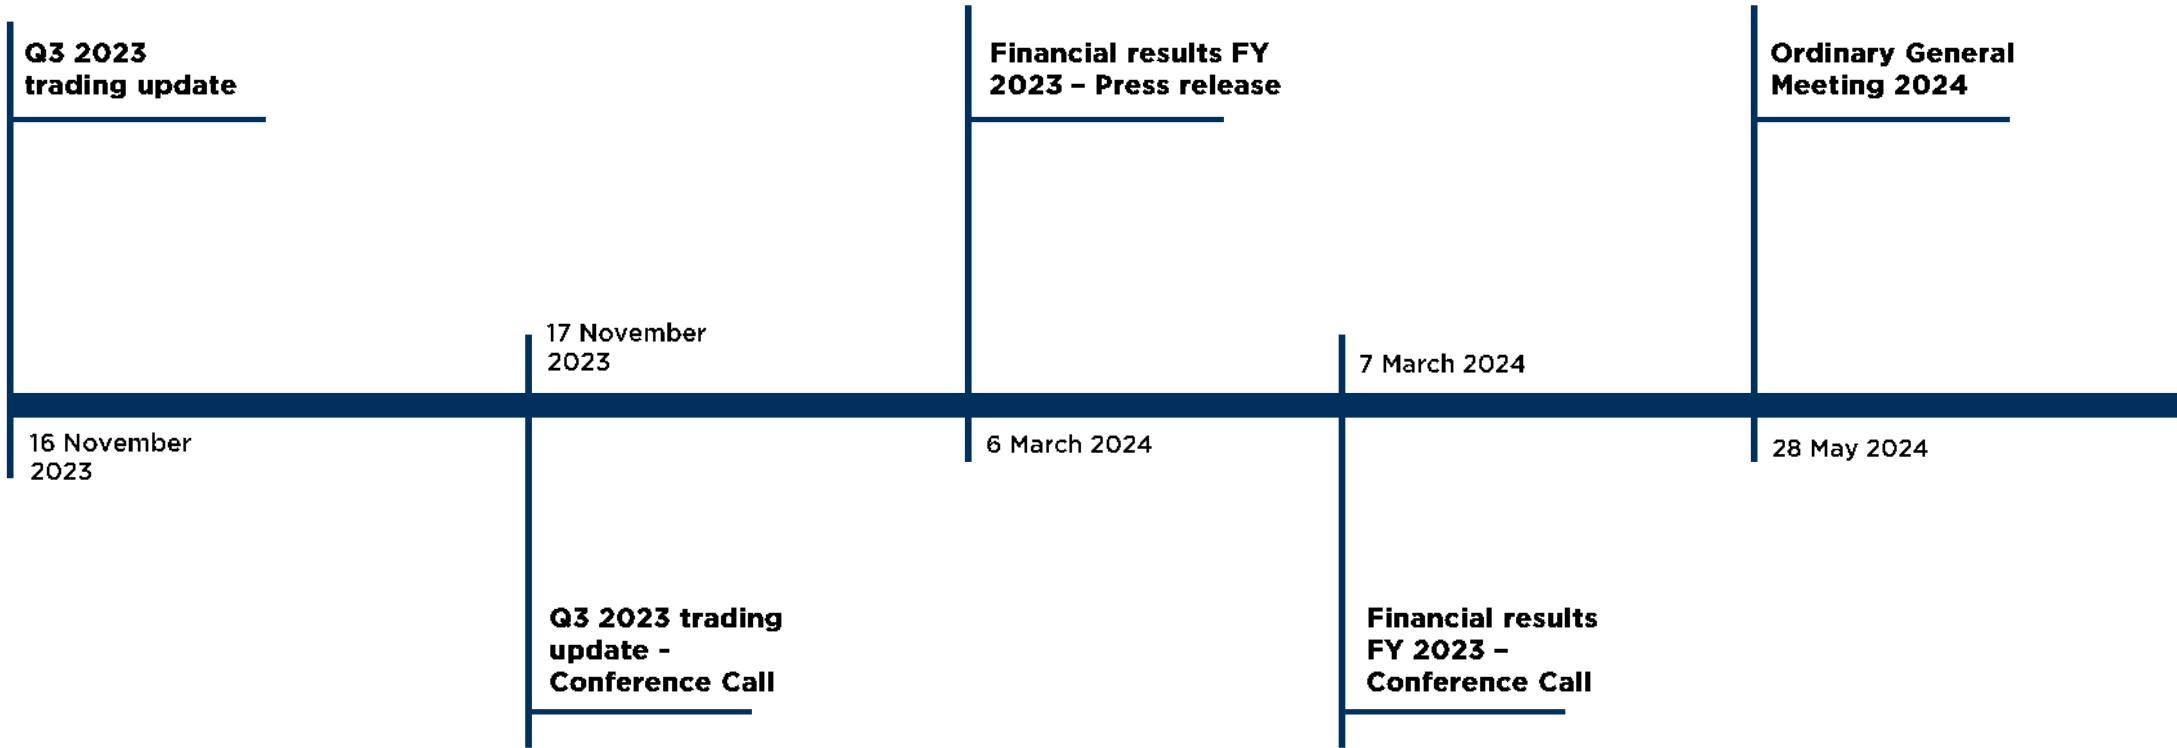 Q3 2023
trading update
16 November
2023
17 November
2023
Q3 2023 trading
update -
Conference Call
Financial results FY
2023 – Press release
6 March 2024
7 March 2024
Financial results
FY 2023 –
Conference Call
Ordinary General
Meeting 2024
28 May 2024